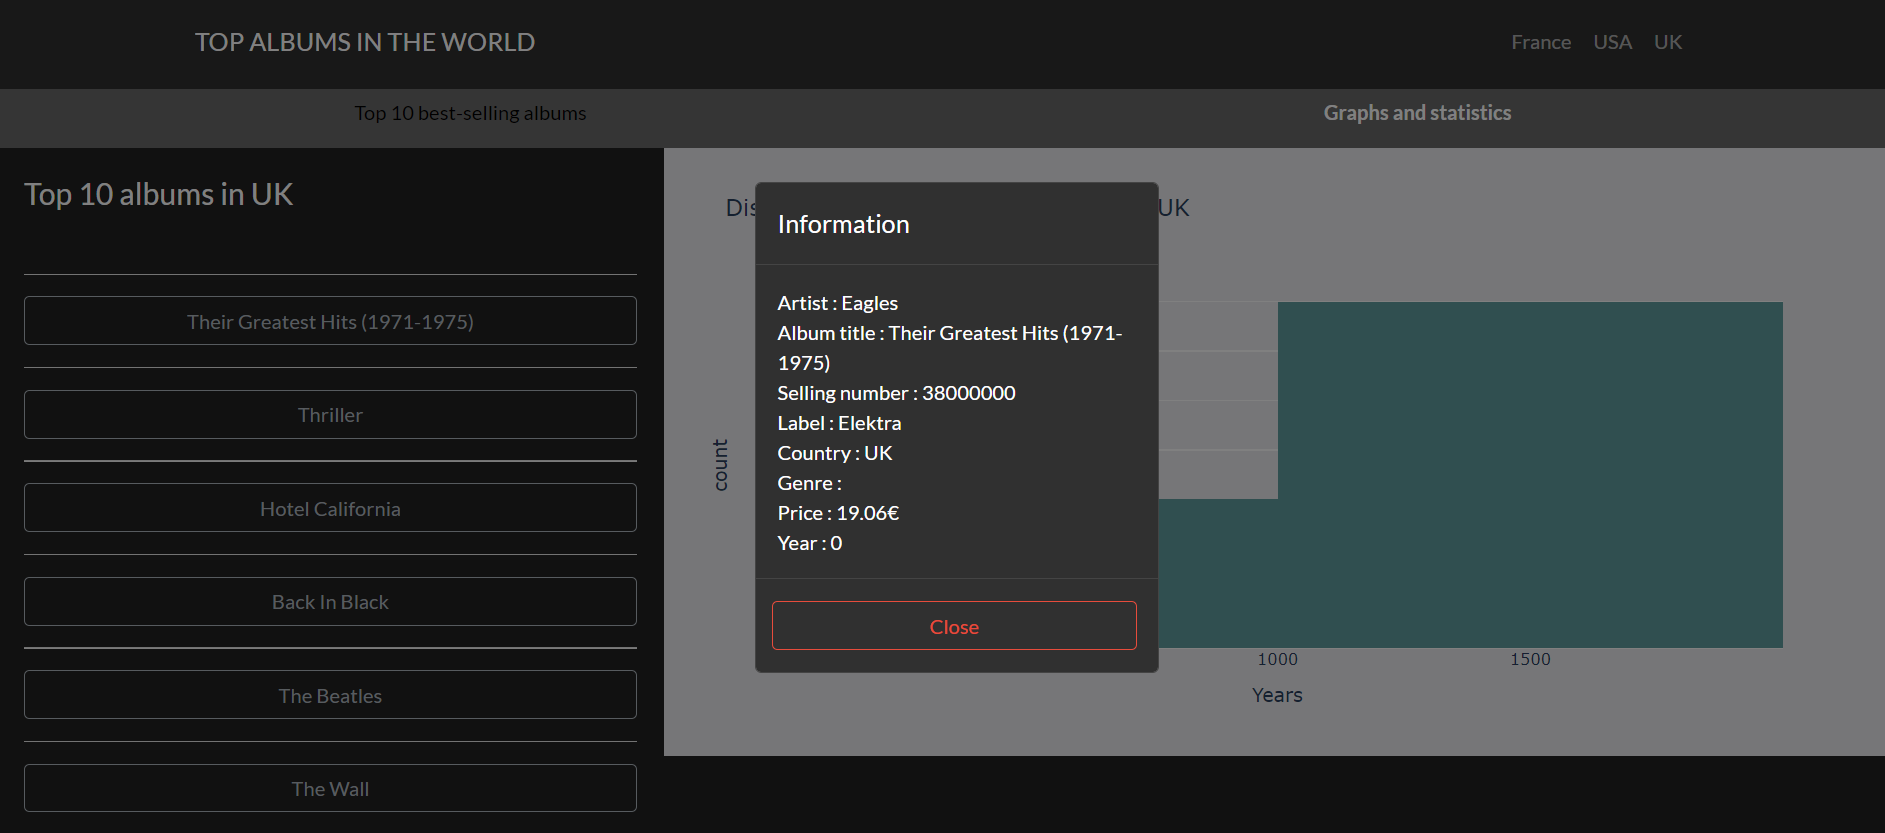 TOP ALBUMS IN THE WORLD
France USA UK
Top 10 best-selling albums
Graphs and statistics
Top 10 albums in UK
Their Greatest Hits (1971-1975)
Thriller
Hotel California
Back In Black
The Beatles
The Wall
UK
count
1000 1500
Years
Information
Artist : Eagles
Album title : Their Greatest Hits (1971-
1975)
Selling number : 38000000
Label : Elektra
Country : UK
Genre :
Price : 19.06€
Year : 0
Close